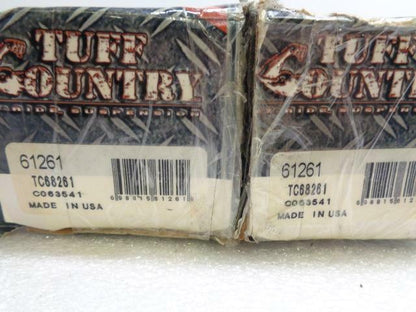 TUFF
COUNTRY
61261
TC68261
C063541
MADE IN USA
TUFF
COUNTRY
61261
TC68261
C063541
MADE IN USA